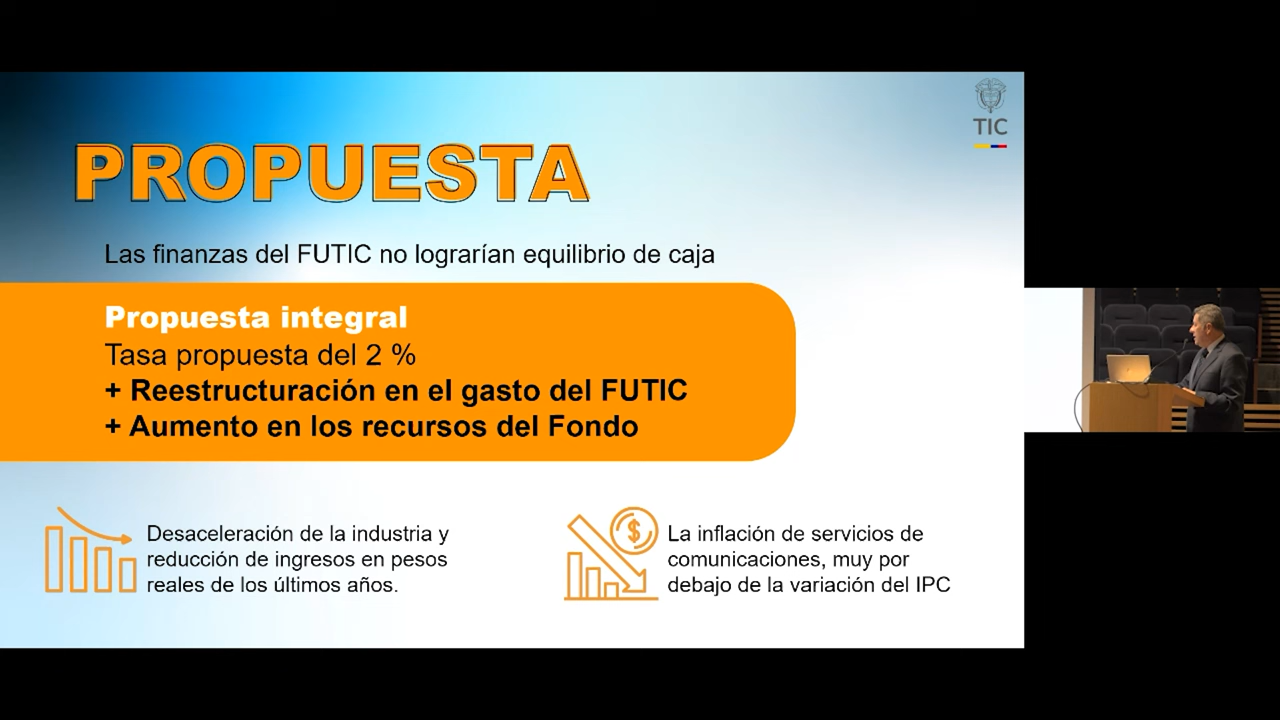 TIC
PROPUESTA
Las finanzas del FUTIC no lograrían equilibrio de caja
Propuesta integral
Tasa propuesta del 2 %
+ Reestructuración en el gasto del FUTIC
+ Aumento en los recursos del Fondo
Desaceleración de la industria y
reducción de ingresos en pesos
reales de los últimos años.
$
La inflación de servicios de
comunicaciones, muy por
debajo de la variación del IPC